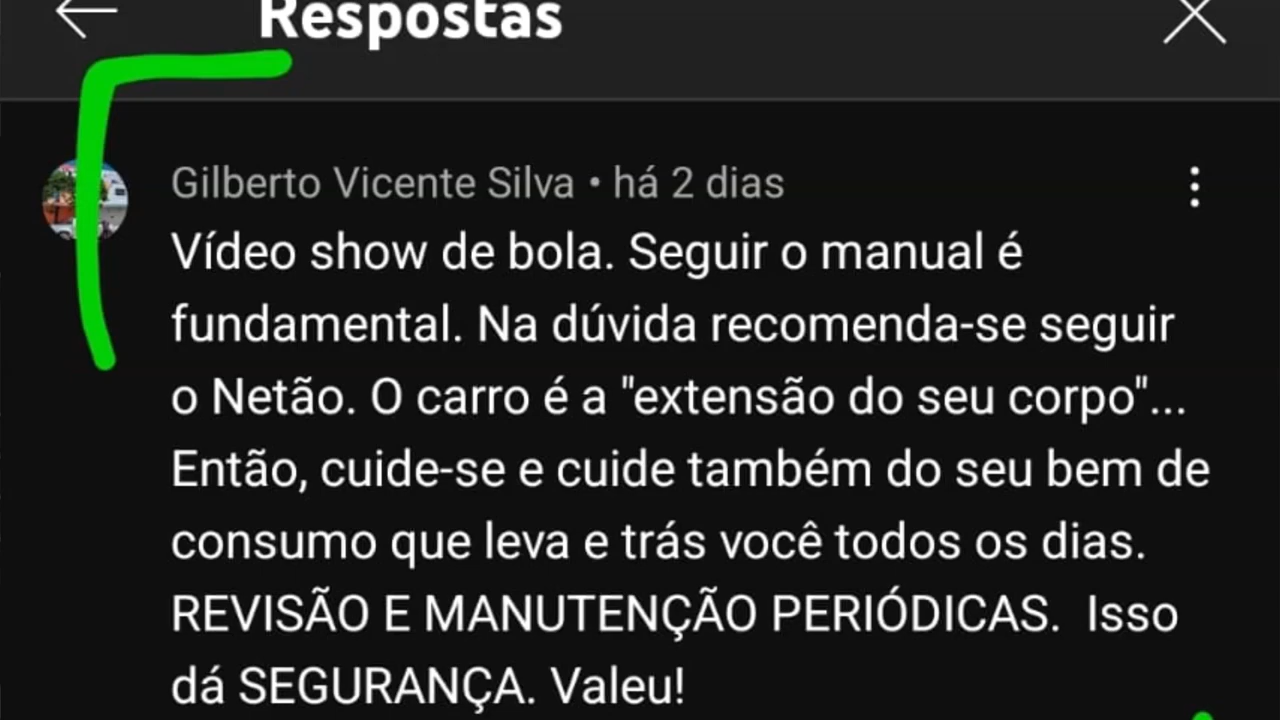 Respostas
Gilberto Vicente Silva • há 2 dias
Vídeo show de bola. Seguir o manual é
fundamental. Na dúvida recomenda-se seguir
o Netão. O carro é a "extensão do seu corpo"...
Então, cuide-se e cuide também do seu bem de
consumo que leva e trás você todos os dias.
REVISÃO E MANUTENÇÃO PERIÓDICAS.  Isso
dá SEGURANÇA. Valeu!